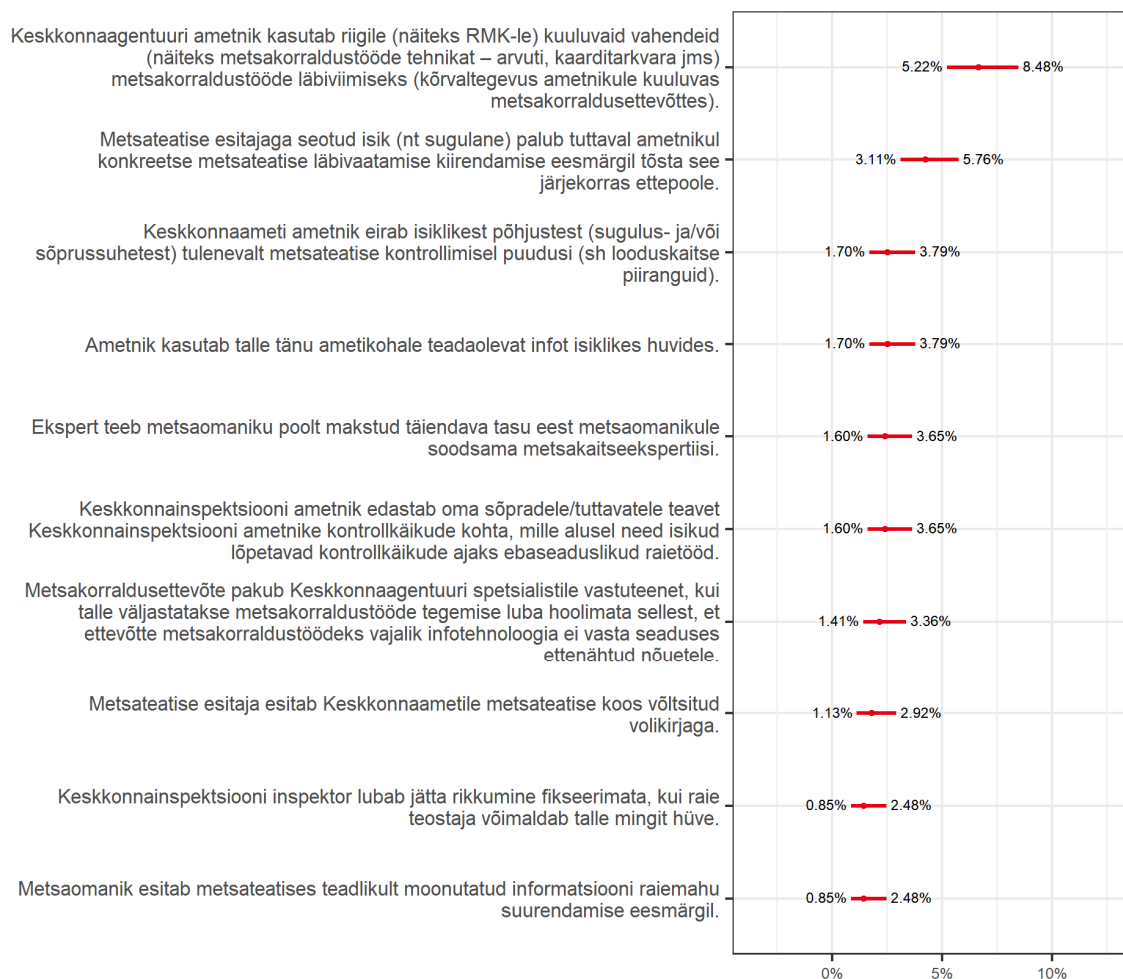 Keskkonnaagentuuri ametnik kasutab riigile (näiteks RMK-le) kuuluvaid vahendeid
(näiteks metsakorraldustööde tehnikat – arvuti, kaarditarkvara jms)
metsakorraldustööde läbiviimiseks (kõrvaltegevus ametnikule kuuluvas
metsakorraldusettevõttes).
5.22% 8.48%
Metsateatise esitajaga seotud isik (nt sugulane) palub tuttaval ametnikul
konkreetse metsateatise läbivaatamise kiirendamise eesmärgil tõsta see
järjekorras ettepoole.
3.11% 5.76%
Keskkonnaameti ametnik eirab isiklikest põhjustest (sugulus- ja/või
sõprussuhetest) tulenevalt metsateatise kontrollimisel puudusi (sh looduskaitse
piiranguid).
1.70% 3.79%
Ametnik kasutab talle tänu ametikohale teadaolevat infot isiklikes huvides.
1.70% 3.79%
Ekspert teeb metsaomaniku poolt makstud täiendava tasu eest metsaomanikule
soodsama metsakaitseekspertiisi.
1.60% 3.65%
Keskkonnainspektsiooni ametnik edastab oma sõpradele/tuttavatele teavet
Keskkonnainspektsiooni ametnike kontrollkäikude kohta, mille alusel need isikud
lõpetavad kontrollkäikude ajaks ebaseaduslikud raietööd.
1.60% 3.65%
Metsakorraldusettevõte pakub Keskkonnaagentuuri spetsialistile vastuteenet, kui
talle väljastatakse metsakorraldustööde tegemise luba hoolimata sellest, et
ettevõtte metsakorraldustöödeks vajalik infotehnoloogia ei vasta seaduses
ettenähtud nõuetele.
1.41% 3.36%
Metsateatise esitaja esitab Keskkonnaametile metsateatise koos võltsitud
volikirjaga.
1.13% 2.92%
Keskkonnainspektsiooni inspektor lubab jätta rikkumine fikseerimata, kui raie
teostaja võimaldab talle mingit hüve.
0.85% 2.48%
Metsaomanik esitab metsateatises teadlikult moonutatud informatsiooni raiemahu
suurendamise eesmärgil.
0.85% 2.48%
0% 5% 10%